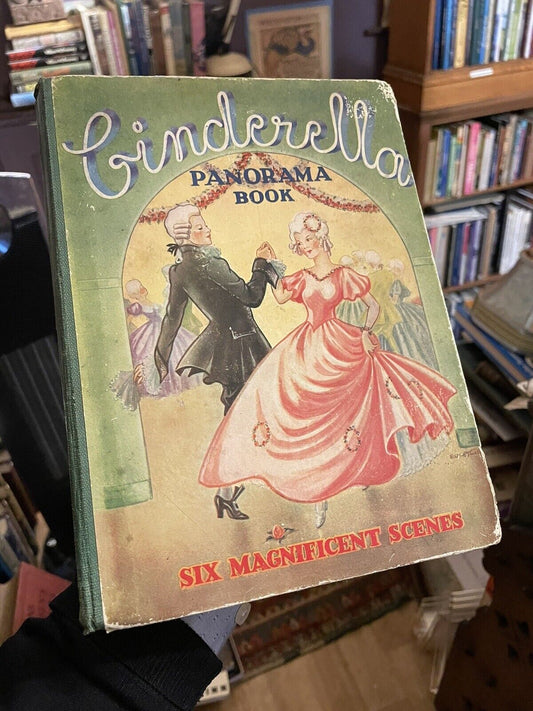 Cinderella
PANORAMA
BOOK
SIX MAGNIFICENT SCENES